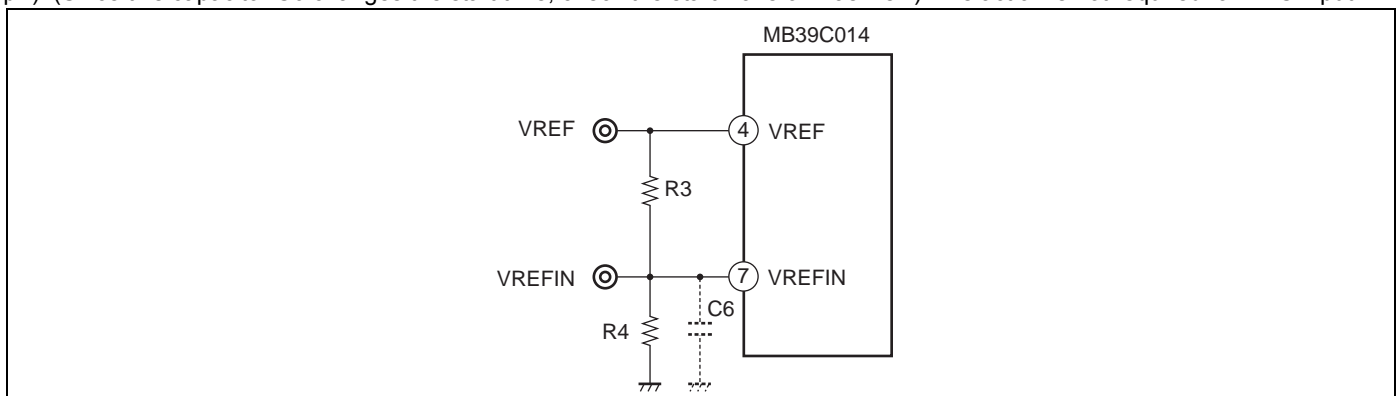 MB39C014
VREF
4 VREF
R3
VREFIN
7 VREFIN
C6
R4